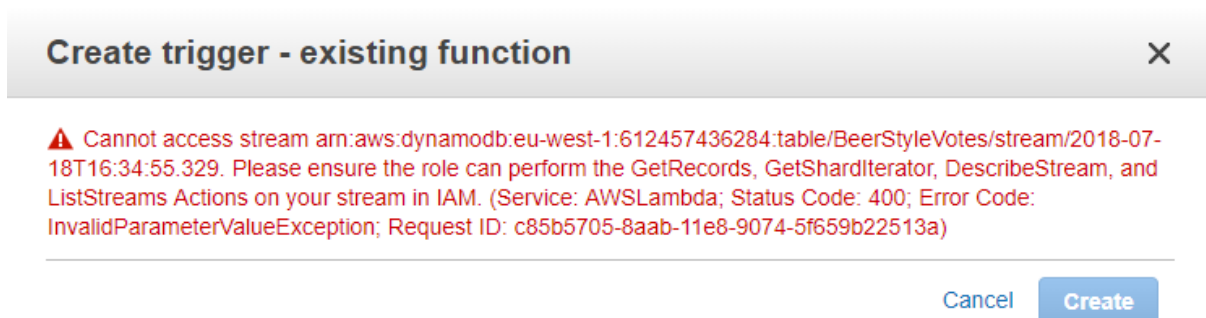 Create trigger - existing function
Cannot access stream arn:aws:dynamodb:eu-west-1:612457436284:table/BeerStyleVotes/stream/2018-07-
18T16:34:55.329. Please ensure the role can perform the GetRecords, GetShardIterator, DescribeStream, and
ListStreams Actions on your stream in IAM. (Service: AWSLambda; Status Code: 400; Error Code:
InvalidParameterValueException; Request ID: c85b5705-8aab-11e8-9074-5f659b22513a)
Cancel Create